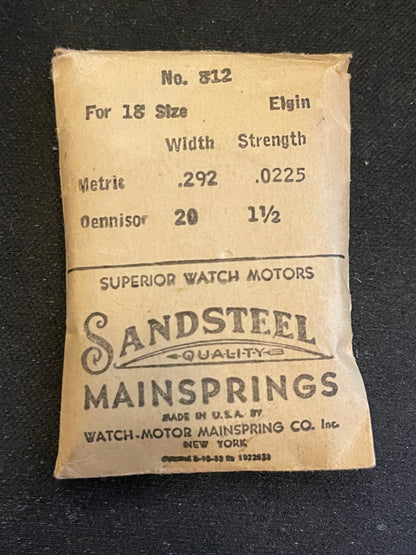 No. 812
For 18 Size Elgin
Width Strength
Metric .292 .0225
Dennison 20 1½
SUPERIOR WATCH MOTORS
SANDSTEEL
QUALITY
MAINSPRINGS
MADE IN U.S.A. BY
WATCH-MOTOR MAINSPRING CO. Inc.
NEW YORK